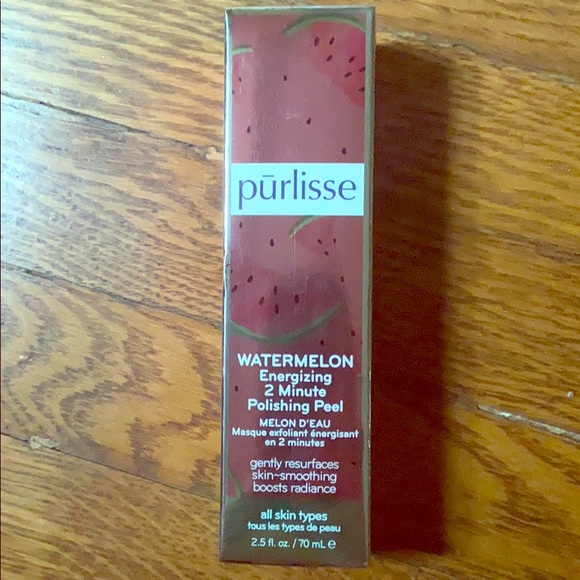 pūrlisse
WATERMELON
Energizing
2 Minute
Polishing Peel
MELON D'EAU
Masque exfoliant énergisant
en 2 minutes
gently resurfaces
skin~smoothing
boosts radiance
all skin types
tous les types de peau
2.5 fl. oz. / 70 mL e